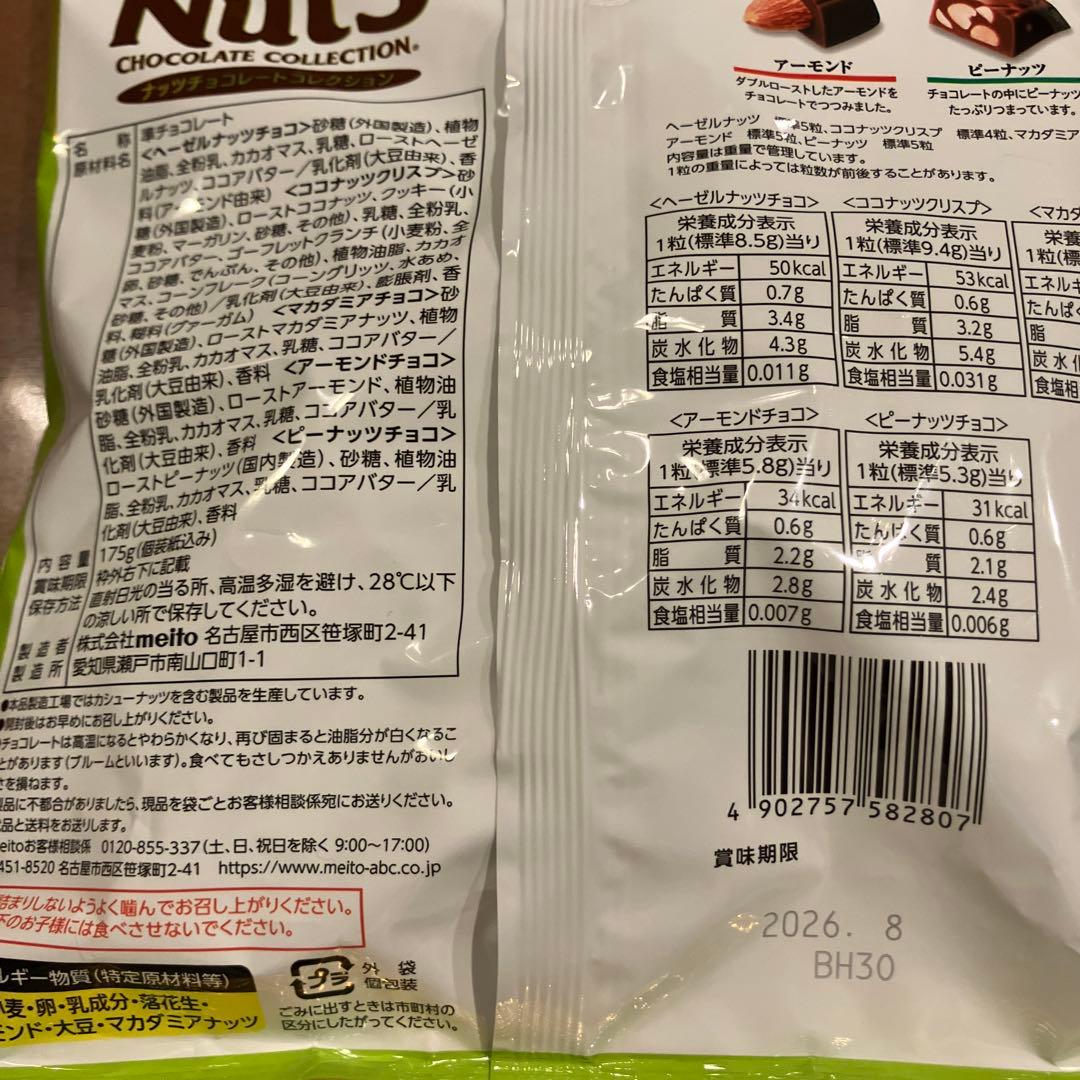 Nuts
CHOCOLATE COLLECTION®
ナッツチョコレートコレクション
名 称 準チョコレート
原材料名 <ヘーゼルナッツチョコ>砂糖(外国製造)、植物
油脂、全粉乳、カカオマス、乳糖、ローストヘーゼ
ルナッツ、ココアバター/乳化剤(大豆由来)、香
料(アーモンド由来) <ココナッツクリスプ>砂
糖(外国製造)、ローストココナッツ、クッキー(小
麦粉、マーガリン、砂糖、その他)、乳糖、全粉乳、
ココアバター、ゴーフレットクランチ(小麦粉、全
卵、砂糖、でんぷん、その他)、植物油脂、カカオ
マス、コーンフレーク(コーングリッツ、水あめ、
砂糖、その他)/乳化剤(大豆由来)、膨脹剤、香
料、糊料(グァーガム) <マカダミアチョコ>砂
糖(外国製造)、ローストマカダミアナッツ、植物
油脂、全粉乳、カカオマス、乳糖、ココアバター/
乳化剤(大豆由来)、香料 <アーモンドチョコ>
砂糖(外国製造)、ローストアーモンド、植物油
脂、全粉乳、カカオマス、乳糖、ココアバター/乳
化剤(大豆由来)、香料 <ピーナッツチョコ>
ローストピーナッツ(国内製造)、砂糖、植物油
脂、全粉乳、カカオマス、乳糖、ココアバター/乳
化剤(大豆由来)、香料
内容量 175g(個装紙込み)
賞味期限 枠外右下に記載
保存方法 直射日光の当る所、高温多湿を避け、28℃以下
の涼しい所で保存してください。
製造者 株式会社meito 名古屋市西区笹塚町2-41
製造所 愛知県瀬戸市南山口町1-1
●本品製造工場ではカシューナッツを含む製品を生産しています。
●開封後はお早めにお召し上がりください。
チョコレートは高温になるとやわらかくなり、再び固まると油脂分が白くなるこ
とがあります(ブルームといいます)。食べてもさしつかえありませんがおいし
さを損ねます。
製品に不都合がありましたら、現品を袋ごとお客様相談係宛にお送りください。
品と送料をお送りします。
meitoお客様相談係 0120-855-337(土、日、祝日を除く 9:00〜17:00)
451-8520 名古屋市西区笹塚町2-41 https://www.meito-abc.co.jp
詰まりしないようよく噛んでお召し上がりください。
下のお子様には食べさせないでください。
ルギー物質(特定原材料等)
小麦・卵・乳成分・落花生・
モンド・大豆・マカダミアナッツ
プラ
外 袋
個包装
ごみに出すときは市町村の
区分にしたがってください。
アーモンド
ダブルローストしたアーモンドを
チョコレートでつつみました。
ピーナッツ
チョコレートの中にピーナッツ
たっぷりつまっています。
ヘーゼルナッツ 標準5粒、ココナッツクリスプ 標準4粒、マカダミア
アーモンド 標準5粒、ピーナッツ 標準5粒
内容量は重量で管理しています。
1粒の重量によっては粒数が前後することがあります。
<ヘーゼルナッツチョコ>
栄養成分表示
1粒(標準8.5g)当り
エネルギー 50kcal
たんぱく質 0.7g
脂質 3.4g
炭水化物 4.3g
食塩相当量 0.011g
<ココナッツクリスプ>
栄養成分表示
1粒(標準9.4g)当り
エネルギー 53kcal
たんぱく質 0.6g
脂質 3.2g
炭水化物 5.4g
食塩相当量 0.031g
<マカダ
栄養
1粒(標
エネルギ
たんぱく
脂
炭水化
食塩相
<アーモンドチョコ>
栄養成分表示
1粒(標準5.8g)当り
エネルギー 34kcal
たんぱく質 0.6g
脂質 2.2g
炭水化物 2.8g
食塩相当量 0.007g
<ピーナッツチョコ>
栄養成分表示
1粒(標準5.3g)当り
エネルギー 31kcal
たんぱく質 0.6g
脂質 2.1g
炭水化物 2.4g
食塩相当量 0.006g
4 902757 582807
賞味期限
2026. 8
BH30